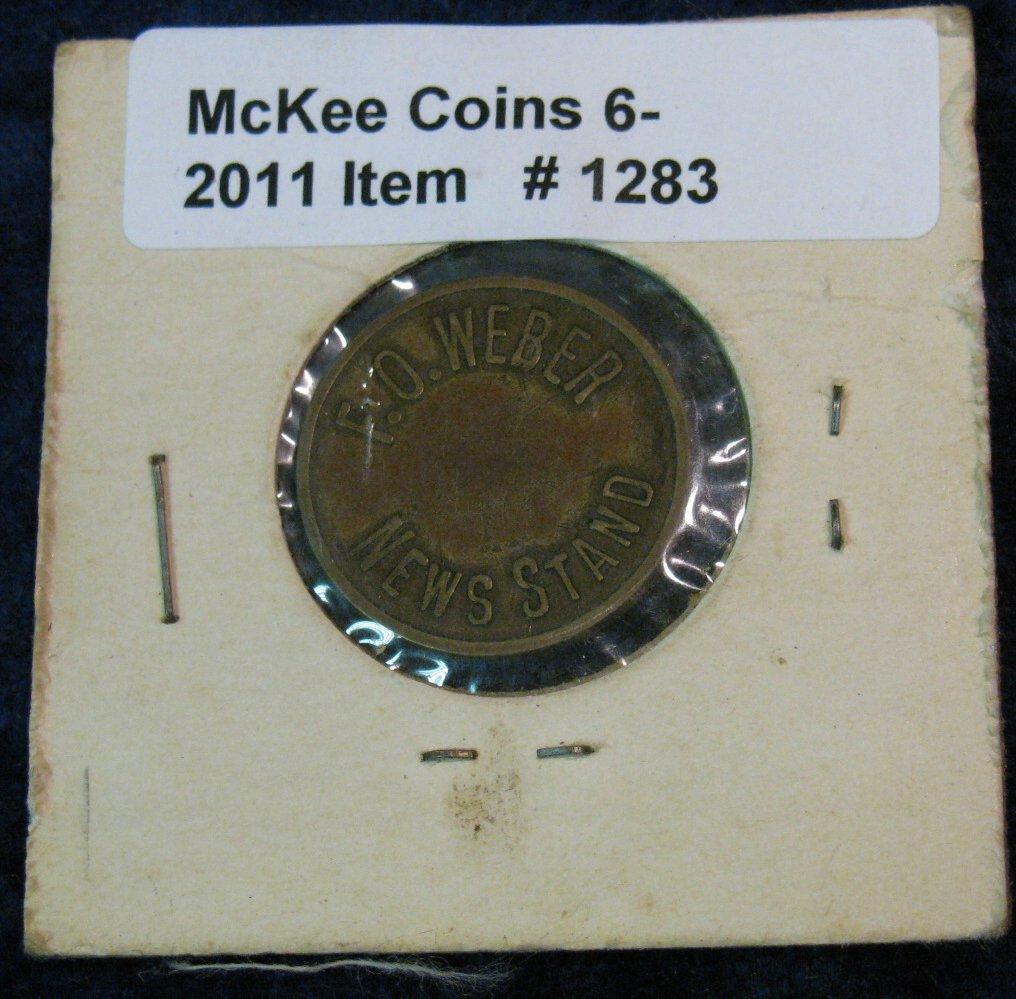 McKee Coins 6-
2011 Item # 1283
F.O. WEBER
NEWS STAND